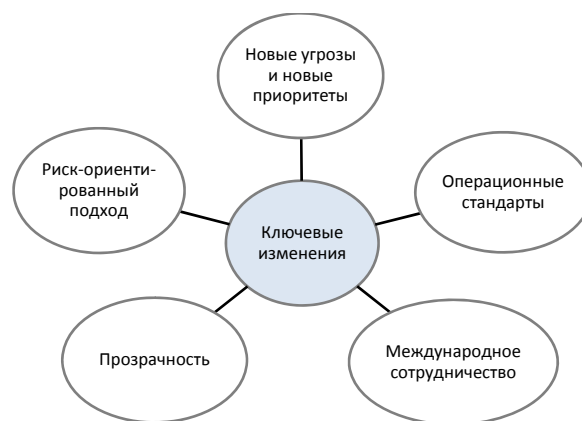 Новые угрозы
и новые
приоритеты
Риск-ориенти-
рованный
подход
Операционные
стандарты
Ключевые
изменения
Прозрачность
Международное
сотрудничество